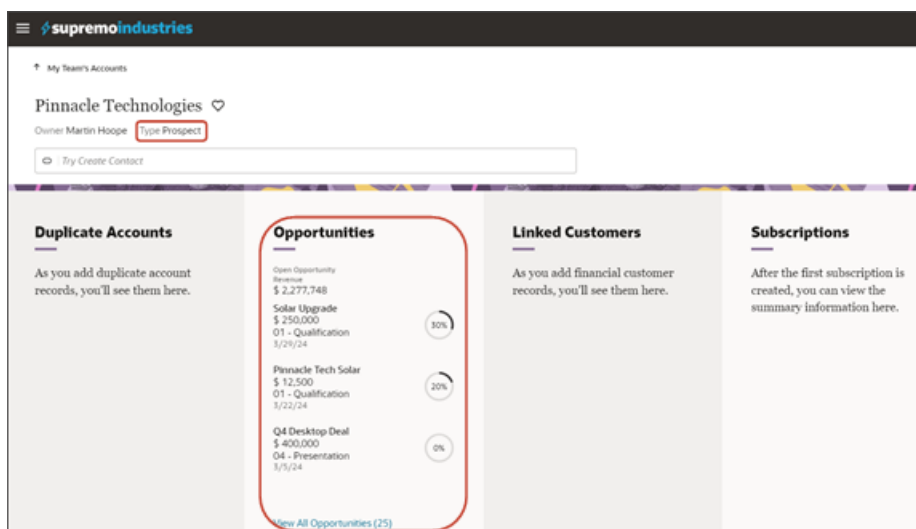 supremoindustries
My Team's Accounts
Pinnacle Technologies
Owner Martin Hoope Type Prospect
Try Create Contact
Duplicate Accounts
As you add duplicate account
records, you'll see them here.
Opportunities
Open Opportunity
Revenue
$ 2,277,748
Solar Upgrade
$ 250,000
01 - Qualification
3/29/24
30%
Pinnacle Tech Solar
$ 12,500
01 - Qualification
3/22/24
20%
Q4 Desktop Deal
$ 400,000
04 - Presentation
3/5/24
0%
View All Opportunities (25)
Linked Customers
As you add financial customer
records, you'll see them here.
Subscriptions
After the first subscription is
created, you can view the
summary information here.